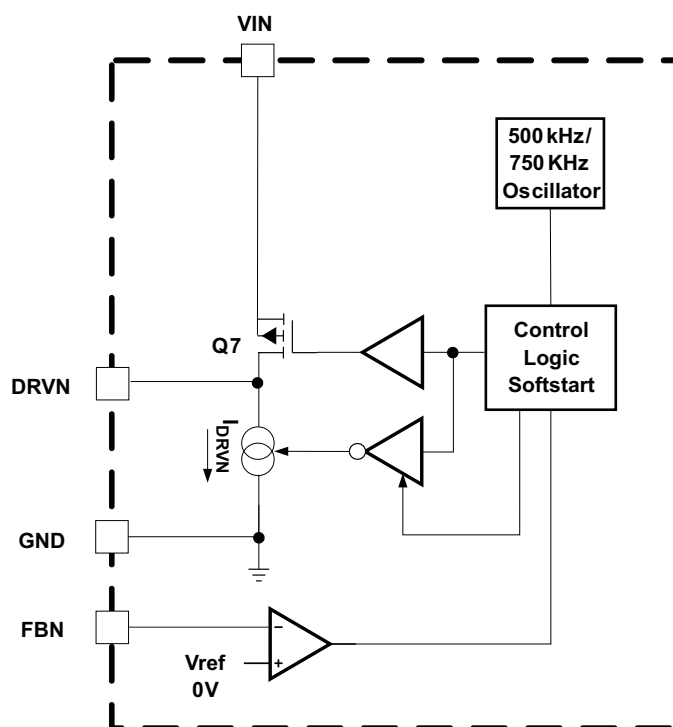 VIN
500 kHz/
750 KHz
Oscillator
Q7
Control
Logic
Softstart
DRVN
IDRVN
GND
FBN
−
Vref
+
0V